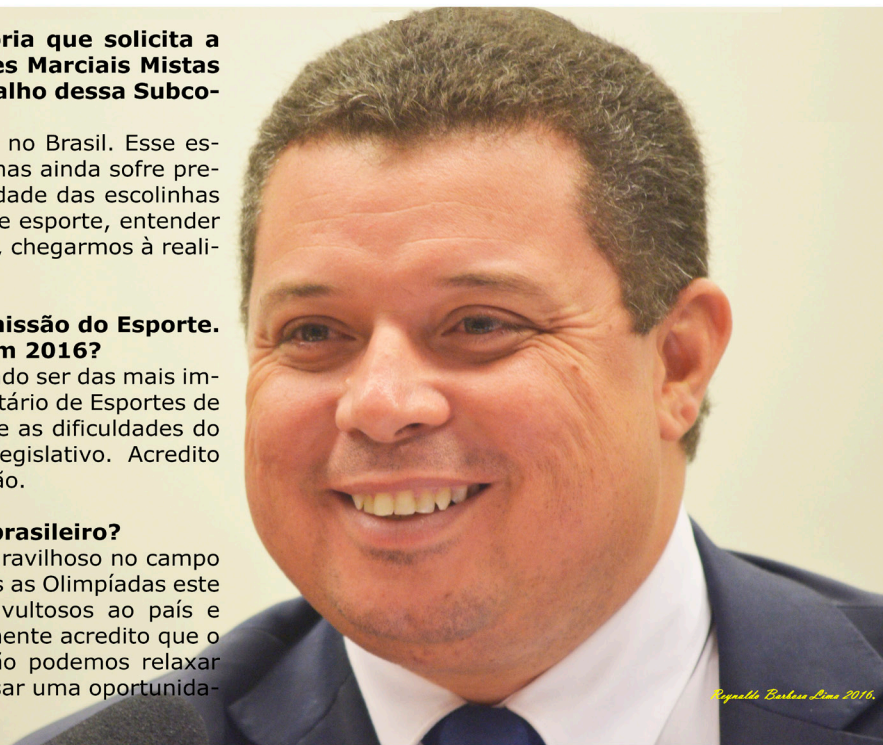 ria que solicita a
es Marciais Mistas
alho dessa Subco-
no Brasil. Esse es-
nas ainda sofre pre-
dade das escolinhas
e esporte, entender
, chegarmos à reali-
nissão do Esporte.
m 2016?
do ser das mais im-
tário de Esportes de
e as dificuldades do
egislativo. Acredito
ão.
brasileiro?
ravilhoso no campo
s as Olimpíadas este
vultosos ao país e
ente acredito que o
ão podemos relaxar
sar uma oportunida-
Reynaldo Barbosa Lima 2016.